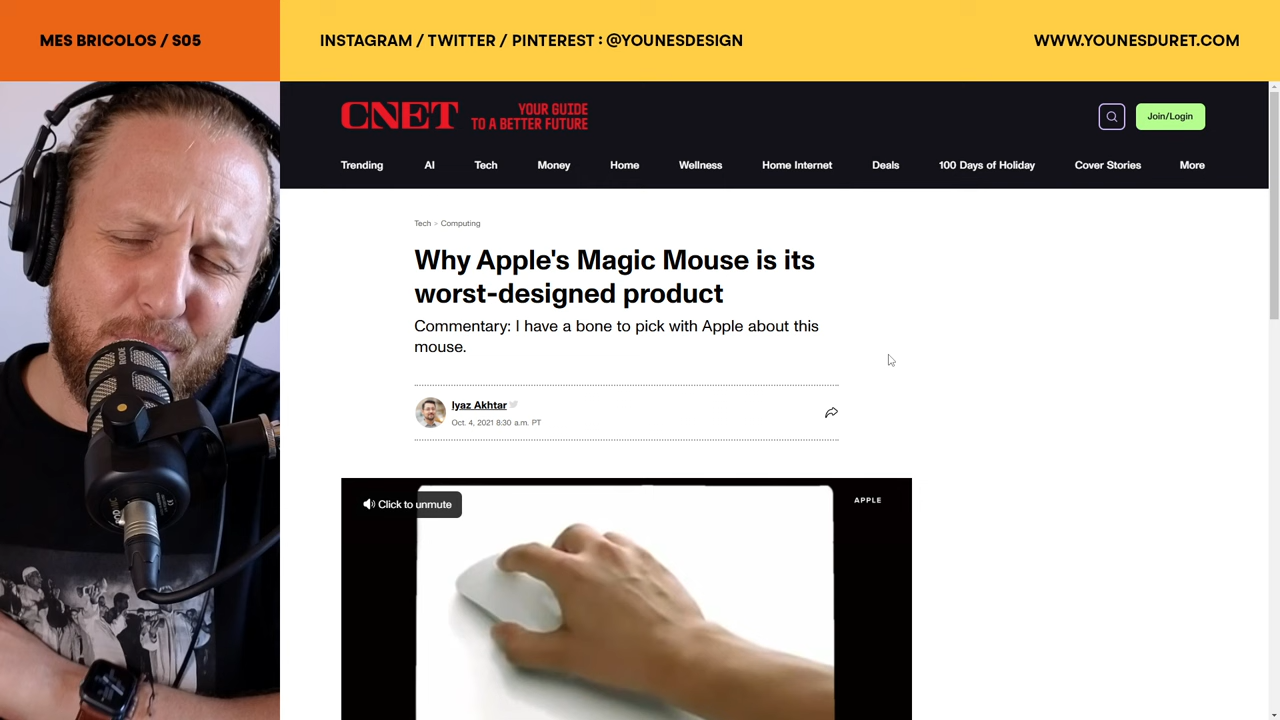 MES BRICOLOS / S05
INSTAGRAM / TWITTER / PINTEREST : @YOUNESDESIGN
WWW.YOUNESDURET.COM
CNET
YOUR GUIDE
TO A BETTER FUTURE
Join/Login
Trending AI Tech Money Home Wellness Home Internet Deals 100 Days of Holiday Cover Stories More
Tech > Computing
Why Apple's Magic Mouse is its
worst-designed product
Commentary: I have a bone to pick with Apple about this
mouse.
Iyaz Akhtar
Oct. 4, 2021 8:30 a.m. PT
Click to unmute
APPLE
RØDE